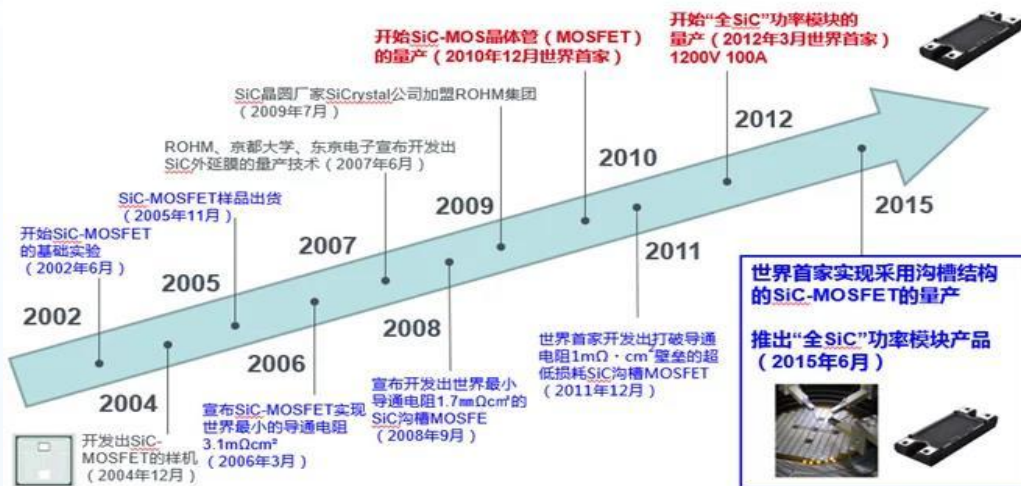 开始SiC-MOS晶体管（MOSFET）
的量产（2010年12月世界首家）
开始“全SiC”功率模块的
量产（2012年3月世界首家）
1200V 100A
SiC晶圆厂家SiCrystal公司加盟ROHM集团
（2009年7月）
ROHM、京都大学、东京电子宣布开发出
SiC外延膜的量产技术（2007年6月）
SiC-MOSFET样品出货
（2005年11月）
开始SiC-MOSFET
的基础实验
（2002年6月）
2002
2005
2007
2009
2010
2012
2004
2006
2008
2011
2015
开发出SiC-
MOSFET的样机
（2004年12月）
宣布SiC-MOSFET实现
世界最小的导通电阻
3.1mΩcm²
（2006年3月）
宣布开发出世界最小
导通电阻1.7mmΩcm²的
SiC沟槽MOSFE
（2008年9月）
世界首家开发出打破导通
电阻1mΩ・cm²壁垒的超
低损耗SiC沟槽MOSFET
（2011年12月）
世界首家实现采用沟槽结构
的SiC-MOSFET的量产
推出“全SiC”功率模块产品
（2015年6月）